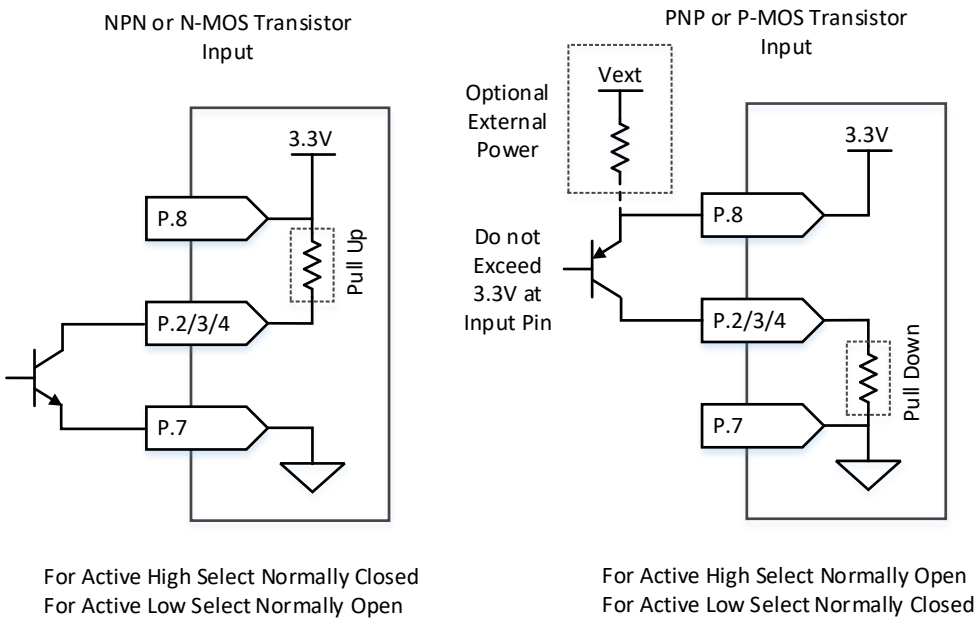 NPN or N-MOS Transistor
Input
3.3V
P.8
Pull Up
P.2/3/4
P.7
For Active High Select Normally Closed
For Active Low Select Normally Open
PNP or P-MOS Transistor
Input
Vext
Optional
External
Power
3.3V
P.8
Do not
Exceed
3.3V at
Input Pin
P.2/3/4
Pull Down
P.7
For Active High Select Normally Open
For Active Low Select Normally Closed